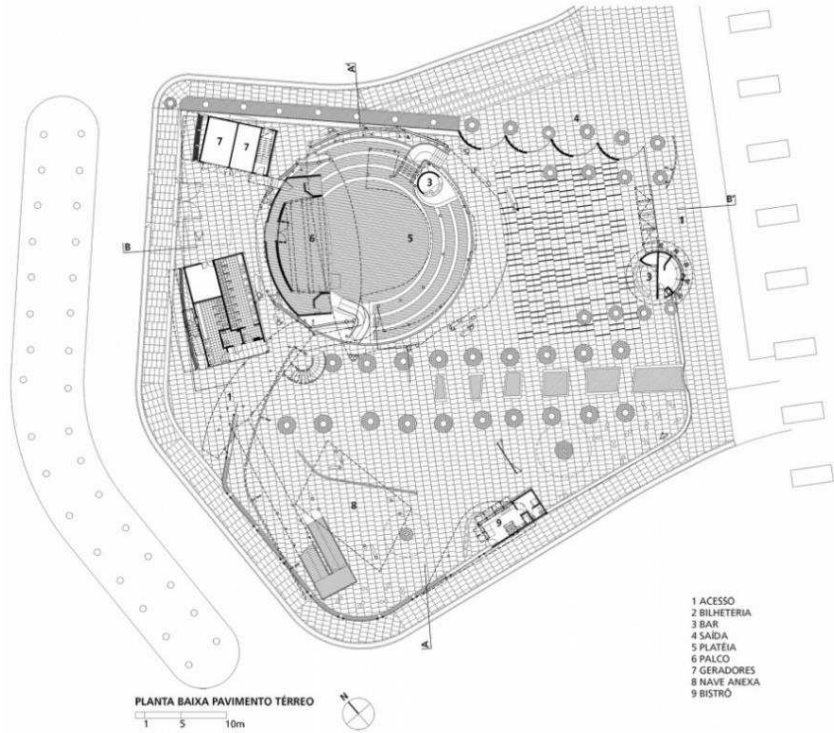 A'
4
7 7
3
B'
1
6
5
B
3
1
8
9
A
1 ACESSO
2 BILHETERIA
3 BAR
4 SAÍDA
5 PLATÉIA
6 PALCO
7 GERADORES
8 NAVE ANEXA
9 BISTRÔ
PLANTA BAIXA PAVIMENTO TÉRREO
N
1 5 10m